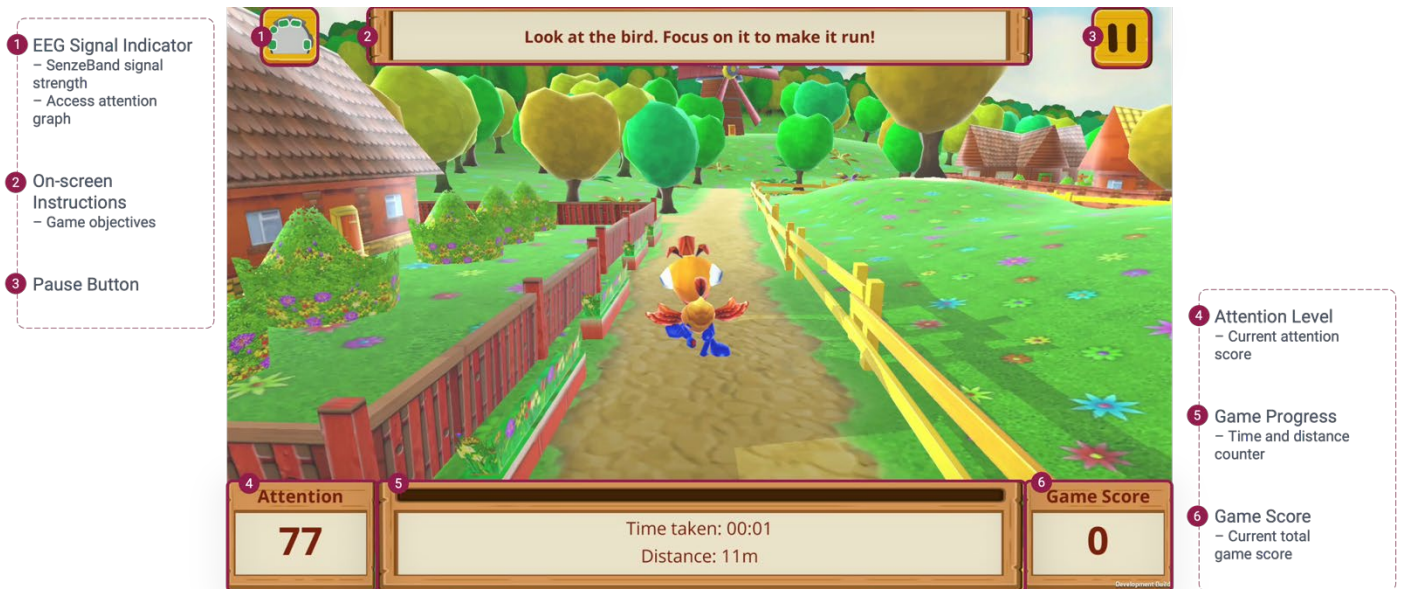 1 EEG Signal Indicator
– SenzeBand signal
strength
– Access attention
graph
2 On-screen
Instructions
– Game objectives
3 Pause Button
1
2 Look at the bird. Focus on it to make it run!
3
4 Attention
77
5
Time taken: 00:01
Distance: 11m
6 Game Score
0
Development Build
4 Attention Level
– Current attention
score
5 Game Progress
– Time and distance
counter
6 Game Score
– Current total
game score